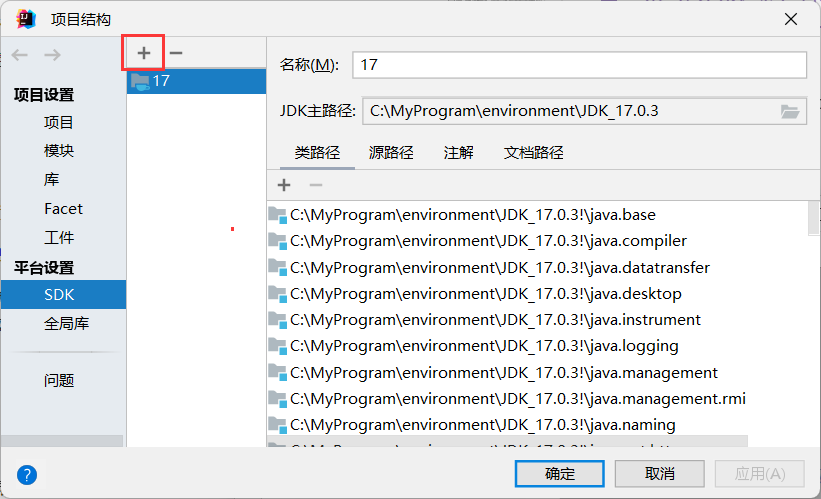 项目结构
项目设置
项目
模块
库
Facet
工件
平台设置
SDK
全局库
问题
17
名称(M): 17
JDK主路径: C:\MyProgram\environment\JDK_17.0.3
类路径 源路径 注解 文档路径
C:\MyProgram\environment\JDK_17.0.3!\java.base
C:\MyProgram\environment\JDK_17.0.3!\java.compiler
C:\MyProgram\environment\JDK_17.0.3!\java.datatransfer
C:\MyProgram\environment\JDK_17.0.3!\java.desktop
C:\MyProgram\environment\JDK_17.0.3!\java.instrument
C:\MyProgram\environment\JDK_17.0.3!\java.logging
C:\MyProgram\environment\JDK_17.0.3!\java.management
C:\MyProgram\environment\JDK_17.0.3!\java.management.rmi
C:\MyProgram\environment\JDK_17.0.3!\java.naming
? 确定 取消 应用(A)